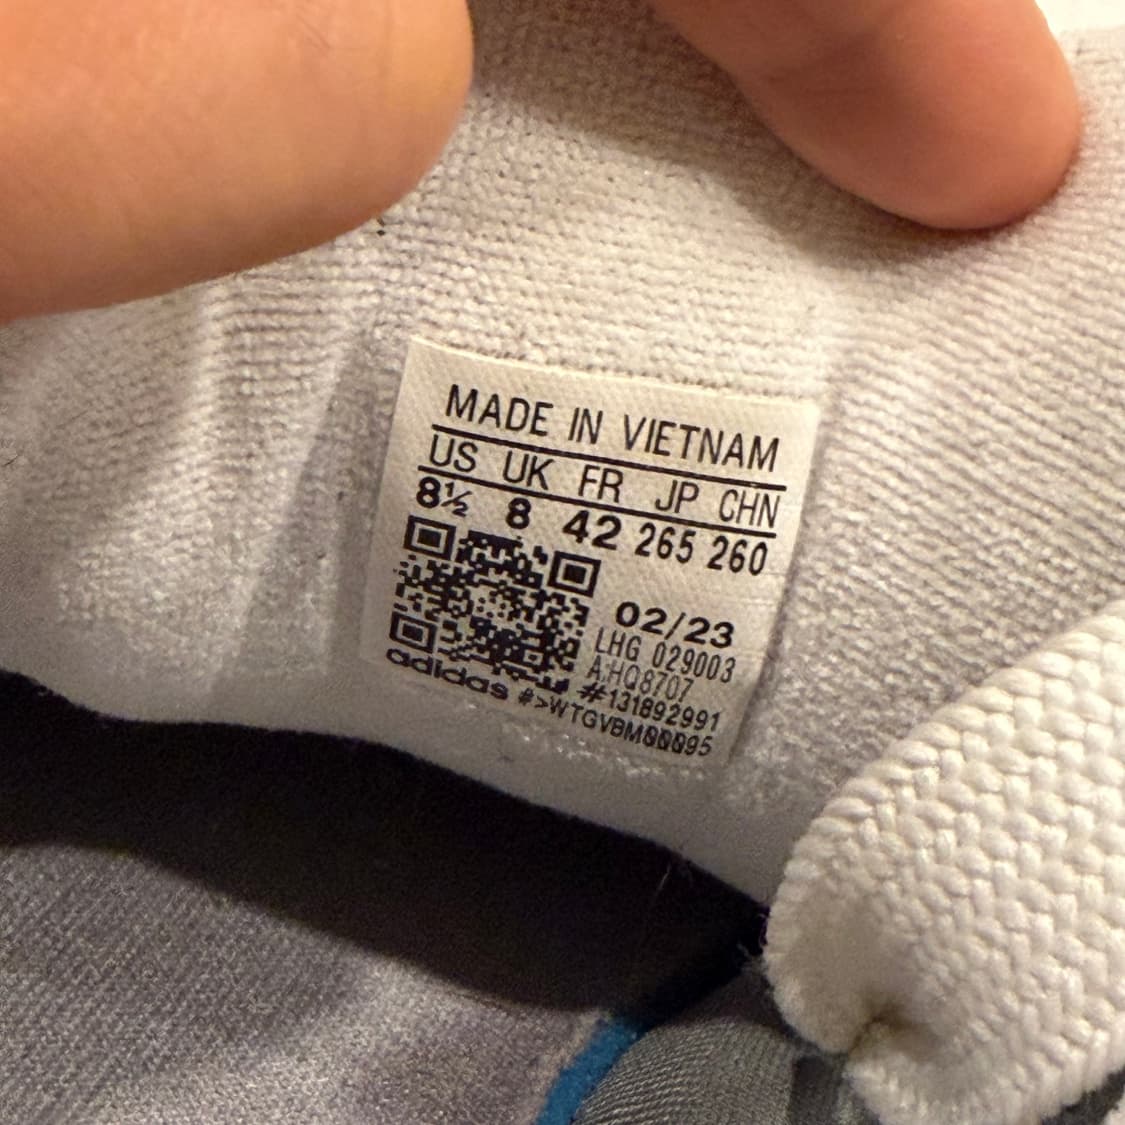 MADE IN VIETNAM
US UK FR JP CHN
8½ 8 42 265 260
02/23
LHG 029003
A:HQ8707
#131892991
adidas #>WTGVBM00095